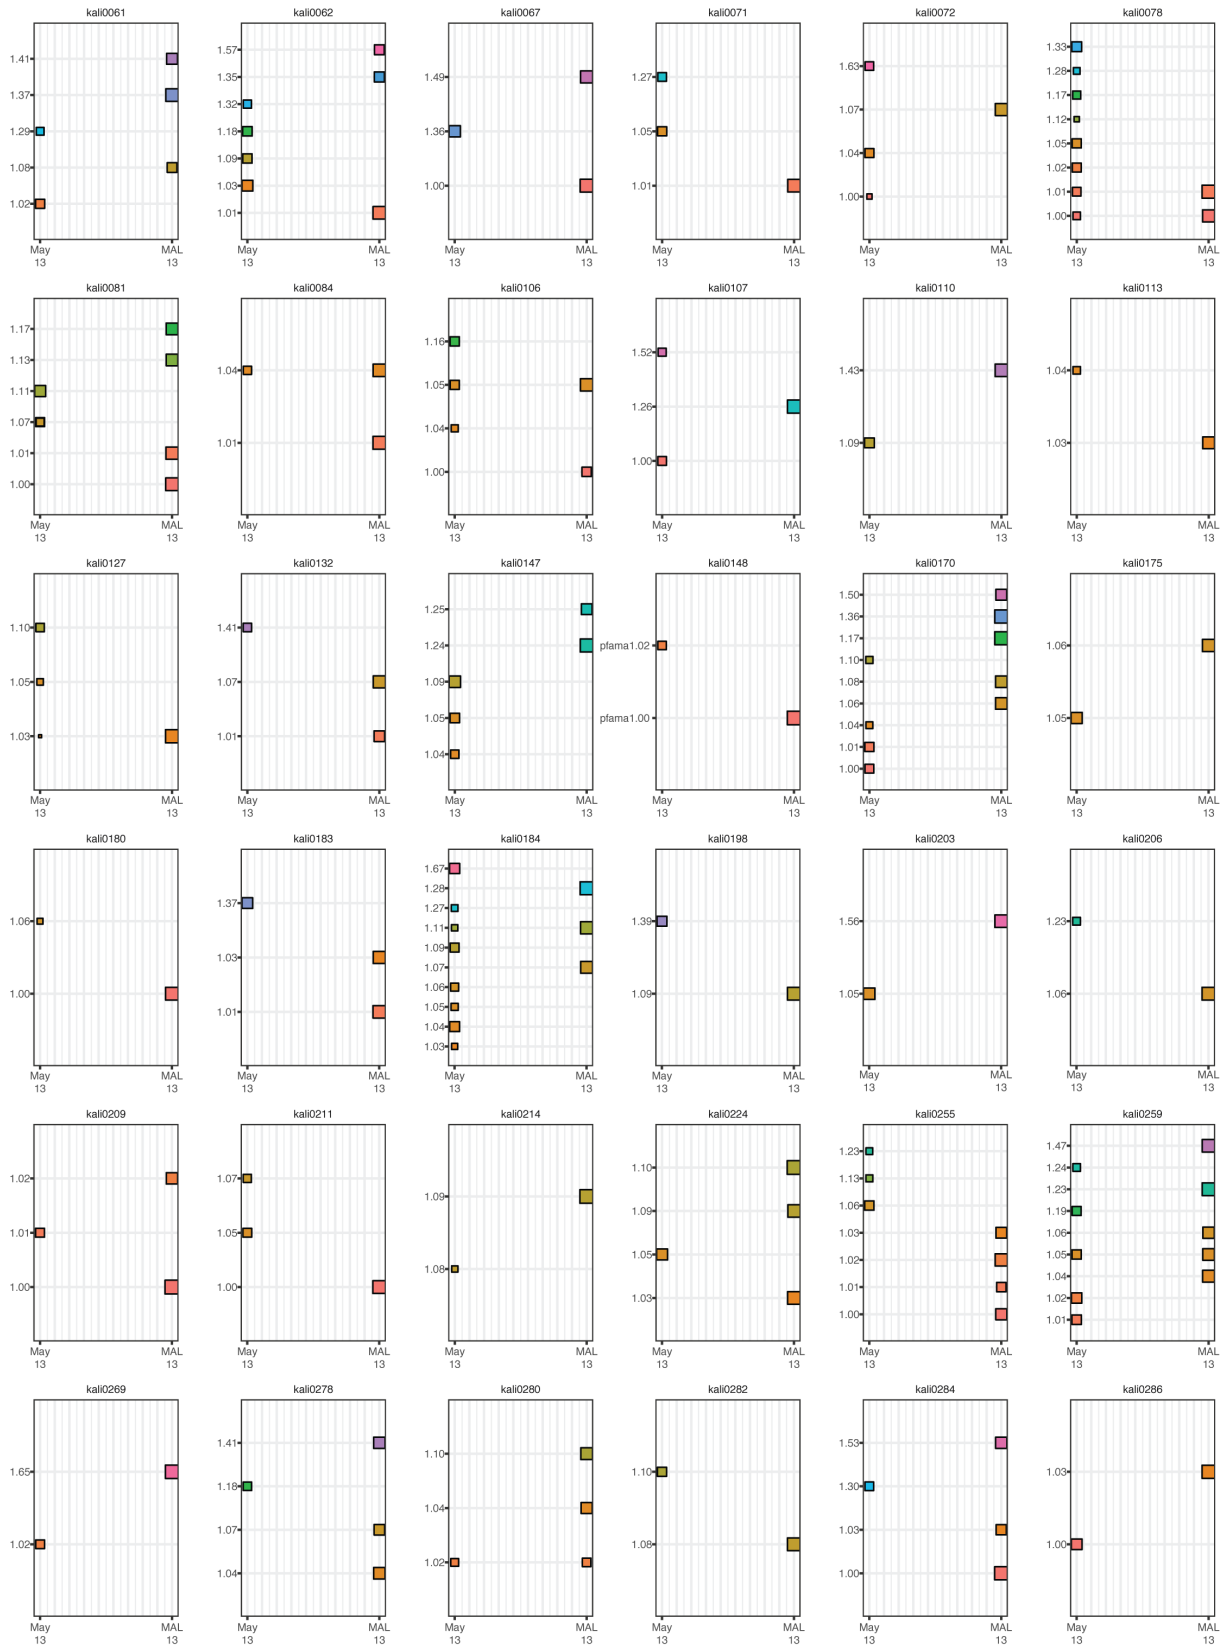 kali0061 kali0062 kali0067 kali0071 kali0072 kali0078
1.41 1.37 1.29 1.08 1.02
1.57 1.35 1.32 1.18 1.09 1.03 1.01
1.49 1.36 1.00
1.27 1.05 1.01
1.63 1.07 1.04 1.00
1.33 1.28 1.17 1.12 1.05 1.02 1.01 1.00
May MAL May MAL May MAL May MAL May MAL May MAL
13 13 13 13 13 13 13 13 13 13 13 13
kali0081 kali0084 kali0106 kali0107 kali0110 kali0113
1.17 1.13 1.11 1.07 1.01 1.00
1.04 1.01
1.16 1.05 1.04 1.00
1.52 1.26 1.00
1.43 1.09
1.04 1.03
May MAL May MAL May MAL May MAL May MAL May MAL
13 13 13 13 13 13 13 13 13 13 13 13
kali0127 kali0132 kali0147 kali0148 kali0170 kali0175
1.10 1.05 1.03
1.41 1.07 1.01
1.25 1.24 1.09 1.05 1.04
pfama1.02 pfama1.00
1.50 1.36 1.17 1.10 1.08 1.06 1.04 1.01 1.00
1.06 1.05
May MAL May MAL May MAL May MAL May MAL May MAL
13 13 13 13 13 13 13 13 13 13 13 13
kali0180 kali0183 kali0184 kali0198 kali0203 kali0206
1.06 1.00
1.37 1.03 1.01
1.67 1.28 1.27 1.11 1.09 1.07 1.06 1.05 1.04 1.03
1.39 1.09
1.56 1.05
1.23 1.06
May MAL May MAL May MAL May MAL May MAL May MAL
13 13 13 13 13 13 13 13 13 13 13 13
kali0209 kali0211 kali0214 kali0224 kali0255 kali0259
1.02 1.01 1.00
1.07 1.05 1.00
1.09 1.08
1.10 1.09 1.05 1.03
1.23 1.13 1.06 1.03 1.02 1.01 1.00
1.47 1.24 1.23 1.19 1.06 1.05 1.04 1.02 1.01
May MAL May MAL May MAL May MAL May MAL May MAL
13 13 13 13 13 13 13 13 13 13 13 13
kali0269 kali0278 kali0280 kali0282 kali0284 kali0286
1.65 1.02
1.41 1.18 1.07 1.04
1.10 1.04 1.02
1.10 1.08
1.53 1.30 1.03 1.00
1.03 1.00
May MAL May MAL May MAL May MAL May MAL May MAL
13 13 13 13 13 13 13 13 13 13 13 13